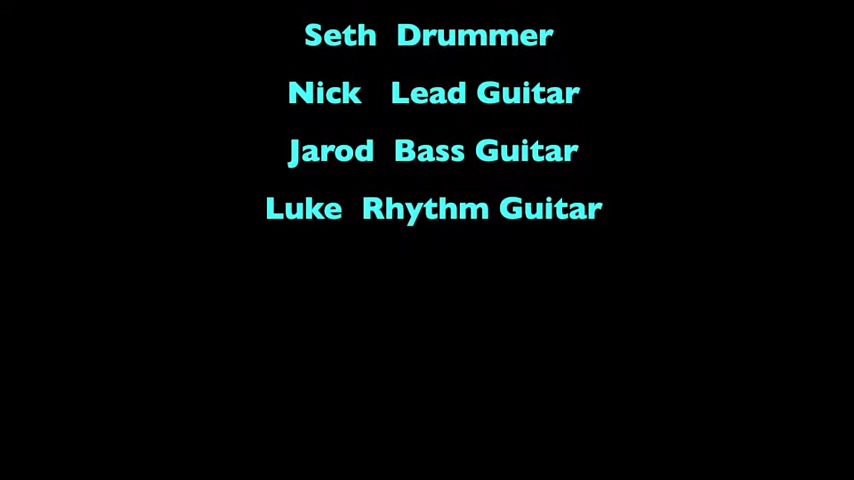 Seth  Drummer
Nick   Lead Guitar
Jarod  Bass Guitar
Luke  Rhythm Guitar